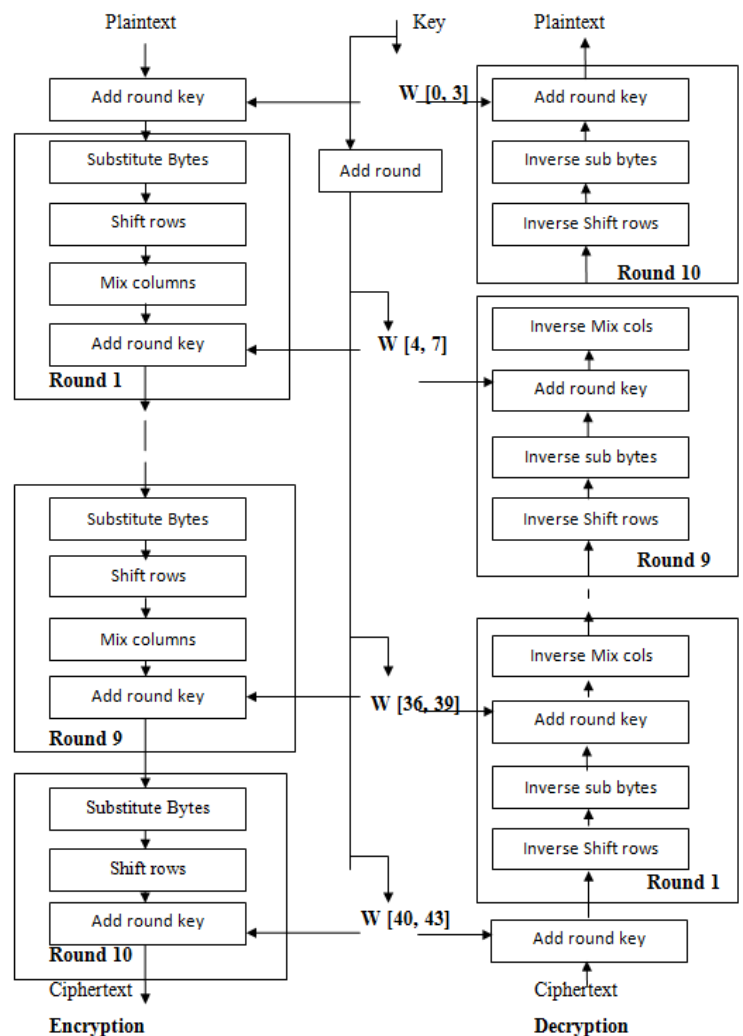 Plaintext
Add round key
Substitute Bytes
Shift rows
Mix columns
Add round key
Round 1
Substitute Bytes
Shift rows
Mix columns
Add round key
Round 9
Substitute Bytes
Shift rows
Add round key
Round 10
Ciphertext
Encryption
Key
W [0, 3]
Add round
W [4, 7]
W [36, 39]
W [40, 43]
Plaintext
Add round key
Inverse sub bytes
Inverse Shift rows
Round 10
Inverse Mix cols
Add round key
Inverse sub bytes
Inverse Shift rows
Round 9
Inverse Mix cols
Add round key
Inverse sub bytes
Inverse Shift rows
Round 1
Add round key
Ciphertext
Decryption